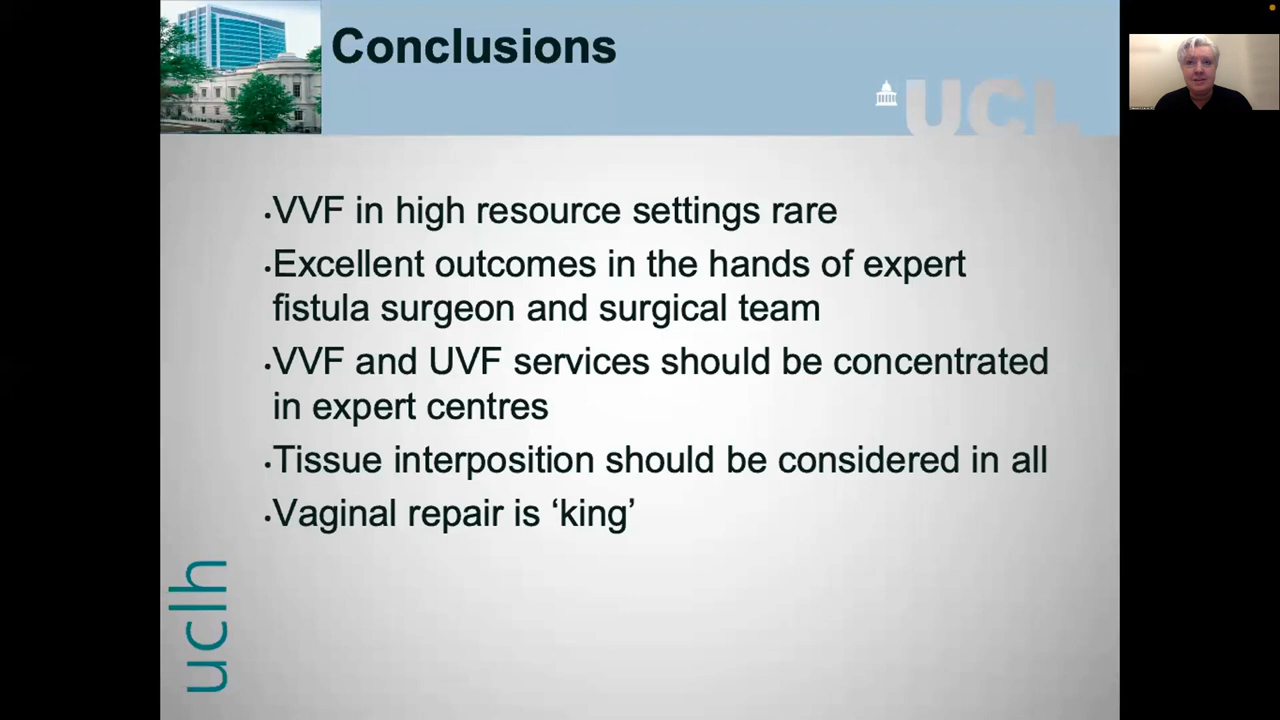 Conclusions
UCL
•VVF in high resource settings rare
•Excellent outcomes in the hands of expert
fistula surgeon and surgical team
•VVF and UVF services should be concentrated
in expert centres
•Tissue interposition should be considered in all
•Vaginal repair is ‘king’
uclh